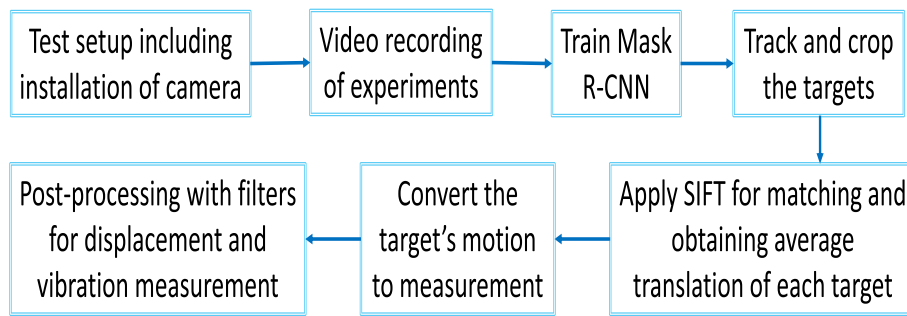 Test setup including
installation of camera
Video recording
of experiments
Train Mask
R-CNN
Track and crop
the targets
Apply SIFT for matching and
obtaining average
translation of each target
Convert the
target's motion
to measurement
Post-processing with filters
for displacement and
vibration measurement